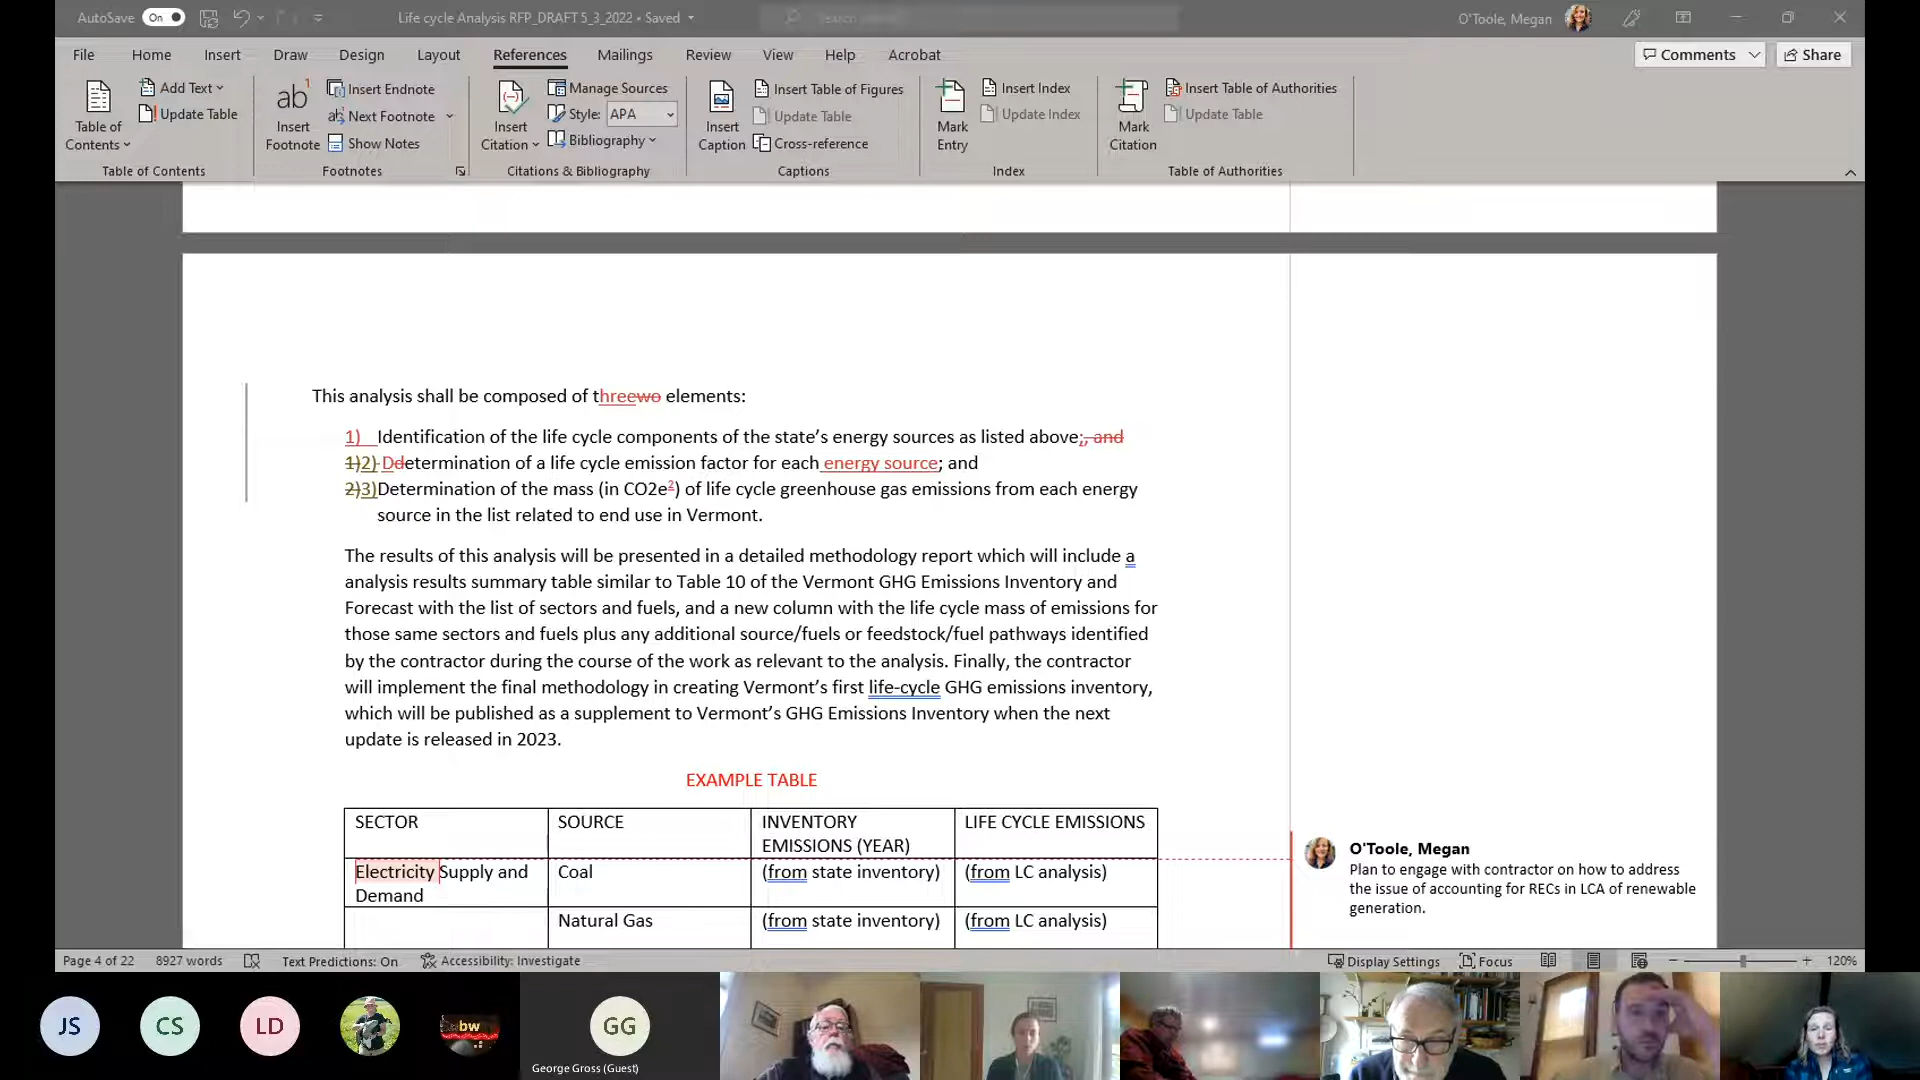 AutoSave On Life cycle Analysis RFP_DRAFT 5_3_2022 • Saved Search O'Toole, Megan
File Home Insert Draw Design Layout References Mailings Review View Help Acrobat Comments Share
Table of Contents
Add Text
Update Table
Table of Contents
ab1
Insert Footnote
Insert Endnote
Next Footnote
Show Notes
Footnotes
Insert Citation
Manage Sources
Style: APA
Bibliography
Citations & Bibliography
Insert Caption
Insert Table of Figures
Update Table
Cross-reference
Captions
Mark Entry
Insert Index
Update Index
Index
Mark Citation
Insert Table of Authorities
Update Table
Table of Authorities
This analysis shall be composed of threewo elements:
1) Identification of the life cycle components of the state's energy sources as listed above;, and
1)2) Ddetermination of a life cycle emission factor for each energy source; and
2)3)Determination of the mass (in CO2e2) of life cycle greenhouse gas emissions from each energy
source in the list related to end use in Vermont.
The results of this analysis will be presented in a detailed methodology report which will include a
analysis results summary table similar to Table 10 of the Vermont GHG Emissions Inventory and
Forecast with the list of sectors and fuels, and a new column with the life cycle mass of emissions for
those same sectors and fuels plus any additional source/fuels or feedstock/fuel pathways identified
by the contractor during the course of the work as relevant to the analysis. Finally, the contractor
will implement the final methodology in creating Vermont's first life-cycle GHG emissions inventory,
which will be published as a supplement to Vermont's GHG Emissions Inventory when the next
update is released in 2023.
EXAMPLE TABLE
SECTOR SOURCE INVENTORY EMISSIONS (YEAR) LIFE CYCLE EMISSIONS
Electricity Supply and Demand Coal (from state inventory) (from LC analysis)
Natural Gas (from state inventory) (from LC analysis)
O'Toole, Megan
Plan to engage with contractor on how to address
the issue of accounting for RECs in LCA of renewable
generation.
Page 4 of 22 8927 words Text Predictions: On Accessibility: Investigate Display Settings Focus 120%
JS CS LD bw GG
George Gross (Guest)